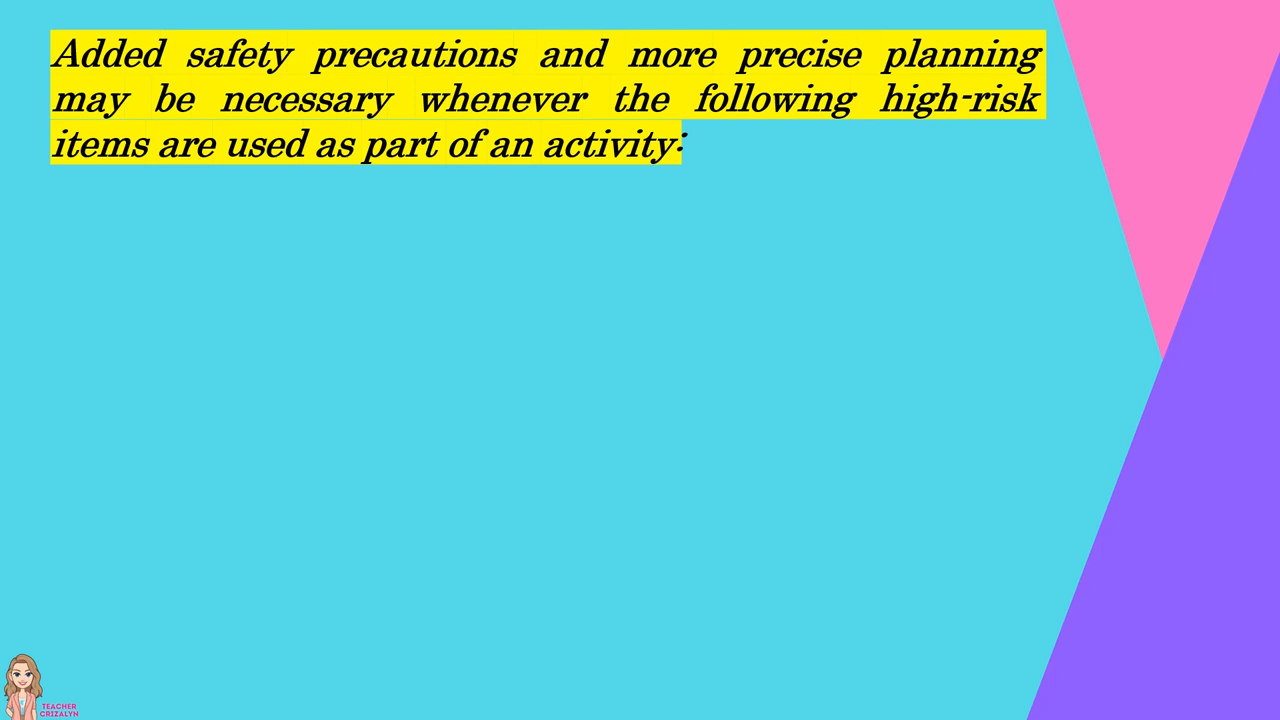 Added safety precautions and more precise planning
may be necessary whenever the following high-risk
items are used as part of an activity:
TEACHER
CRIZALYN